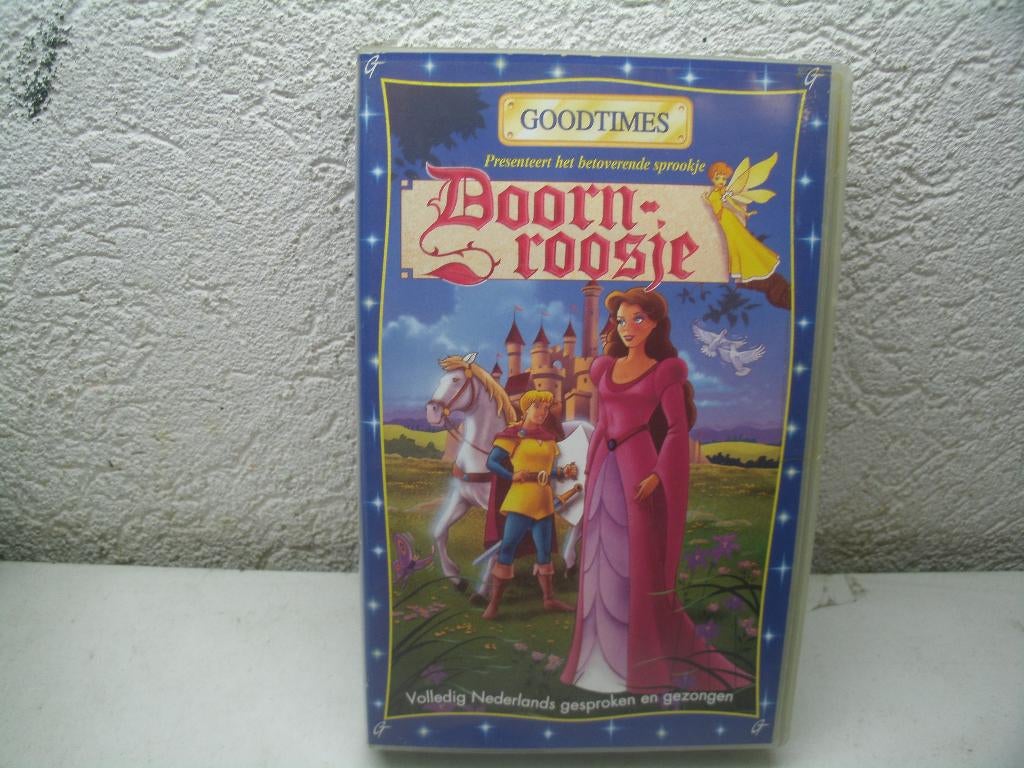 GOODTIMES
Presenteert het betoverende sprookje
Doorn-
roosje
Volledig Nederlands gesproken en gezongen